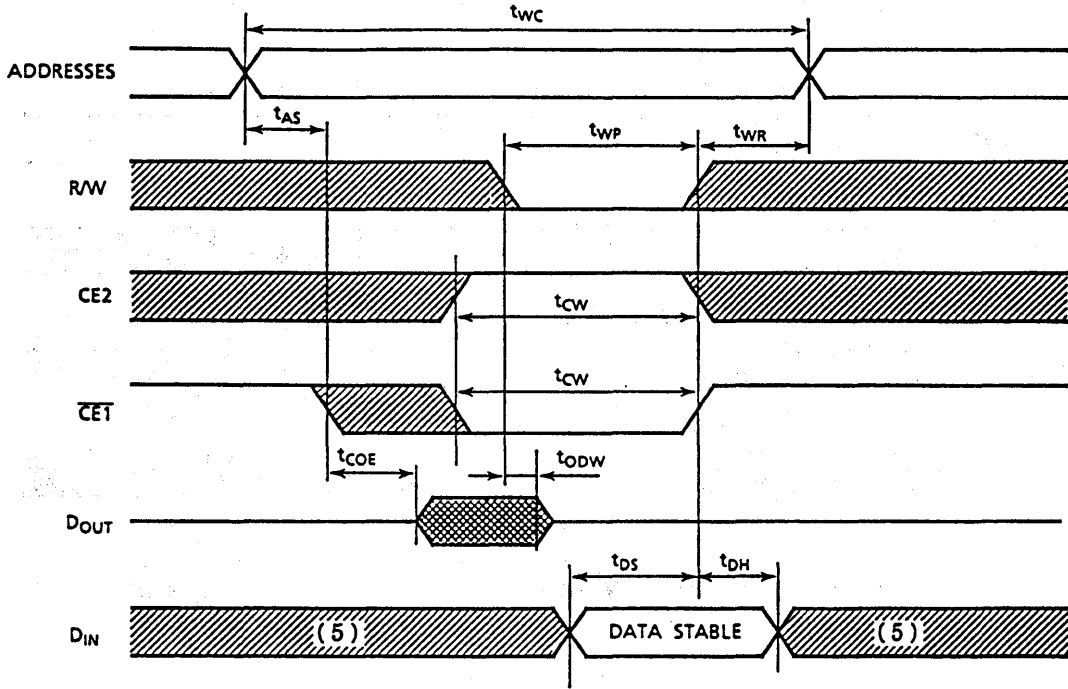 tWC
ADDRESSES
tAS
tWP
tWR
R/W
CE2
tCW
tCW
CE1
tCOE
tODW
DOUT
tDS
tDH
DIN
(5)
DATA STABLE
(5)